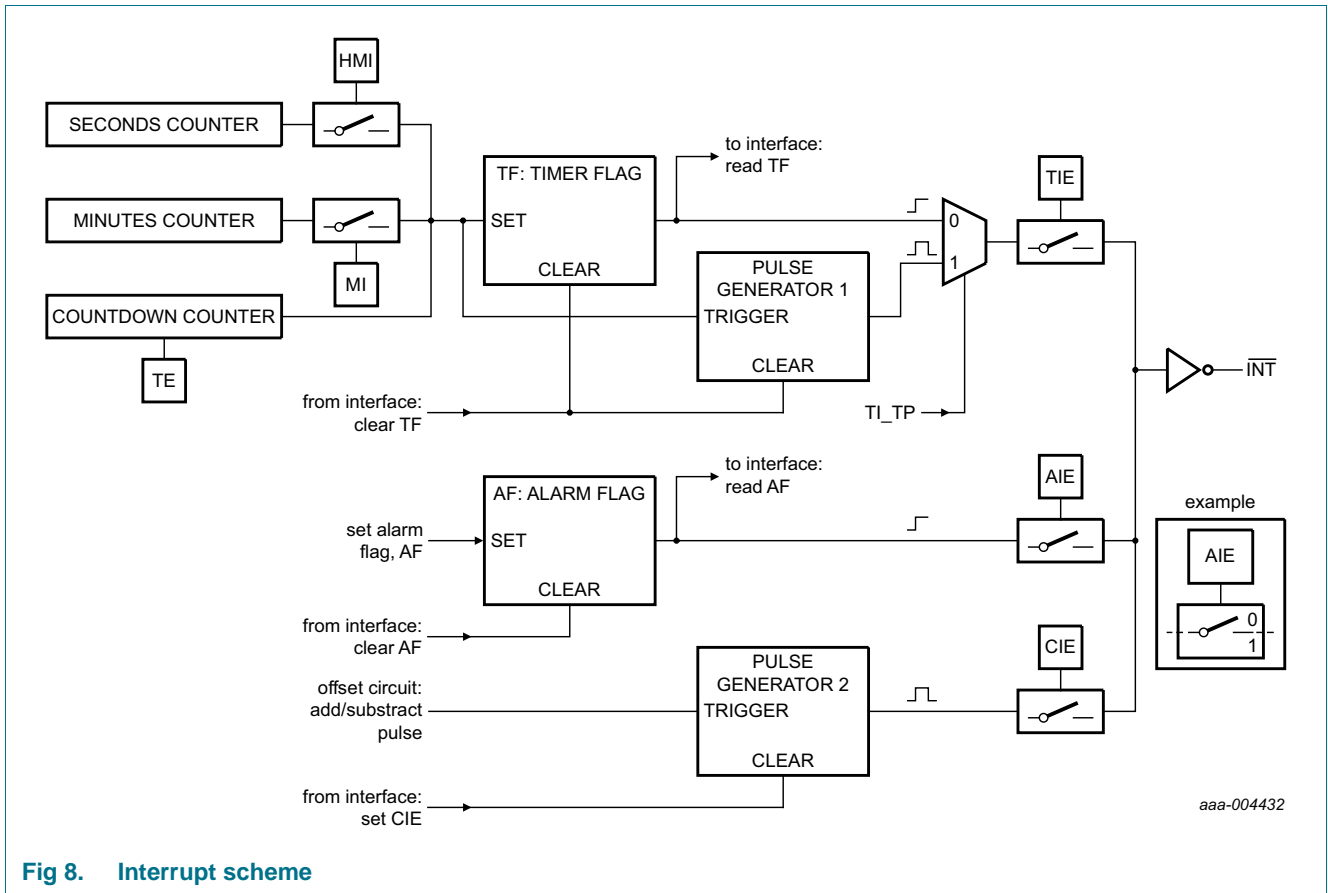 HMI
SECONDS COUNTER
MINUTES COUNTER
MI
COUNTDOWN COUNTER
TE
TF: TIMER FLAG
SET
CLEAR
to interface:
read TF
PULSE
GENERATOR 1
TRIGGER
CLEAR
from interface:
clear TF
0
1
TI_TP
TIE
INT
AF: ALARM FLAG
SET
CLEAR
to interface:
read AF
set alarm
flag, AF
from interface:
clear AF
AIE
example
AIE
0
1
PULSE
GENERATOR 2
TRIGGER
CLEAR
offset circuit:
add/substract
pulse
from interface:
set CIE
CIE
aaa-004432
Fig 8. Interrupt scheme